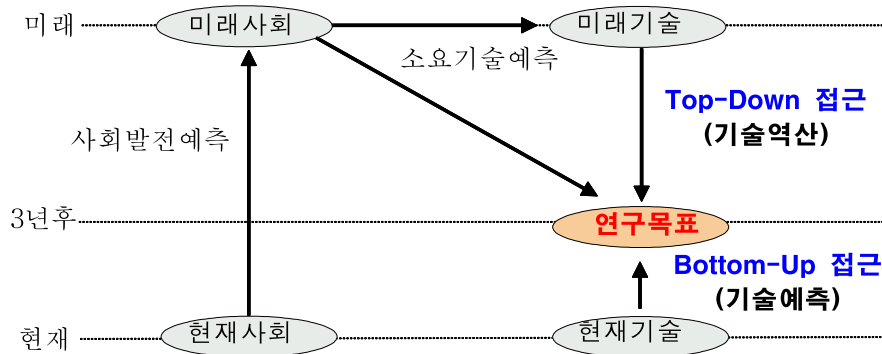 미래
미래사회
미래기술
소요기술예측
Top-Down 접근
(기술역산)
사회발전예측
3년후
연구목표
Bottom-Up 접근
(기술예측)
현재
현재사회
현재기술